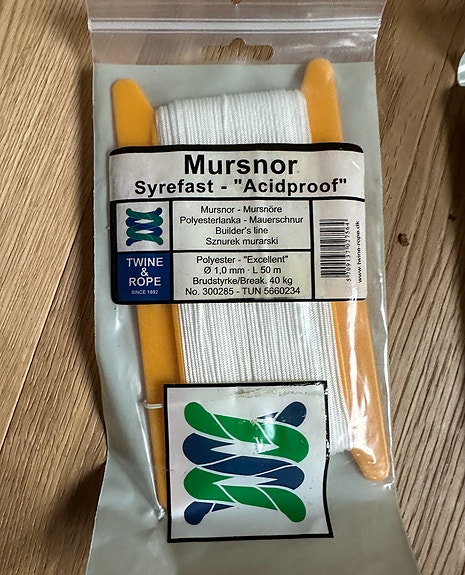 Mursnor
Syrefast - "Acidproof"
Mursnor - Mursnöre
Polyesterlanka - Mauerschnur
Builder's line
Sznurek murarski
TWINE
&
ROPE
SINCE 1892
Polyester - "Excellent"
Ø 1,0 mm · L 50 m
Brudstyrke/Break. 40 kg
No. 300285 - TUN 5660234
www.twine-rope.dk